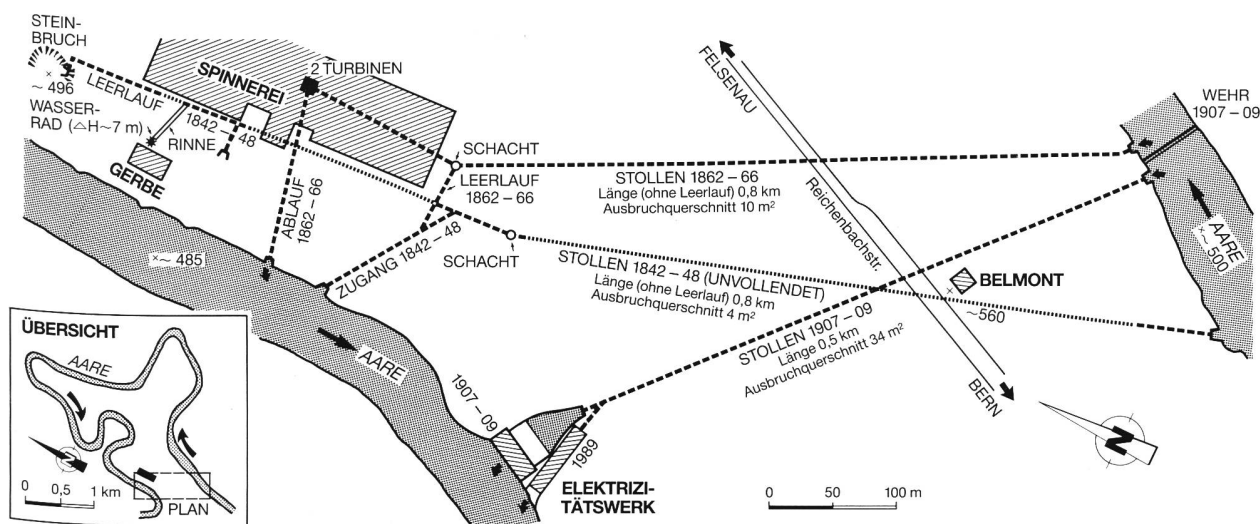 STEIN-
BRUCH
~ 496
LEERLAUF
WASSER-
RAD (△H~7 m)
RINNE
1842 – 48
GERBE
SPINNEREI
2 TURBINEN
ABLAUF
1862 – 66
SCHACHT
LEERLAUF
1862 – 66
ZUGANG 1842 – 48
SCHACHT
STOLLEN 1862 – 66
Länge (ohne Leerlauf) 0,8 km
Ausbruchquerschnitt 10 m²
STOLLEN 1842 – 48 (UNVOLLENDET)
Länge (ohne Leerlauf) 0,8 km
Ausbruchquerschnitt 4 m²
STOLLEN 1907 – 09
Länge 0,5 km
Ausbruchquerschnitt 34 m²
FELSENAU
Reichenbachstr.
BERN
WEHR
1907 – 09
AARE
~ 500
BELMONT
~560
~ 485
AARE
1907 – 09
1989
ELEKTRIZI-
TÄTSWERK
N
0 50 100 m
ÜBERSICHT
AARE
N
0 0,5 1 km
PLAN